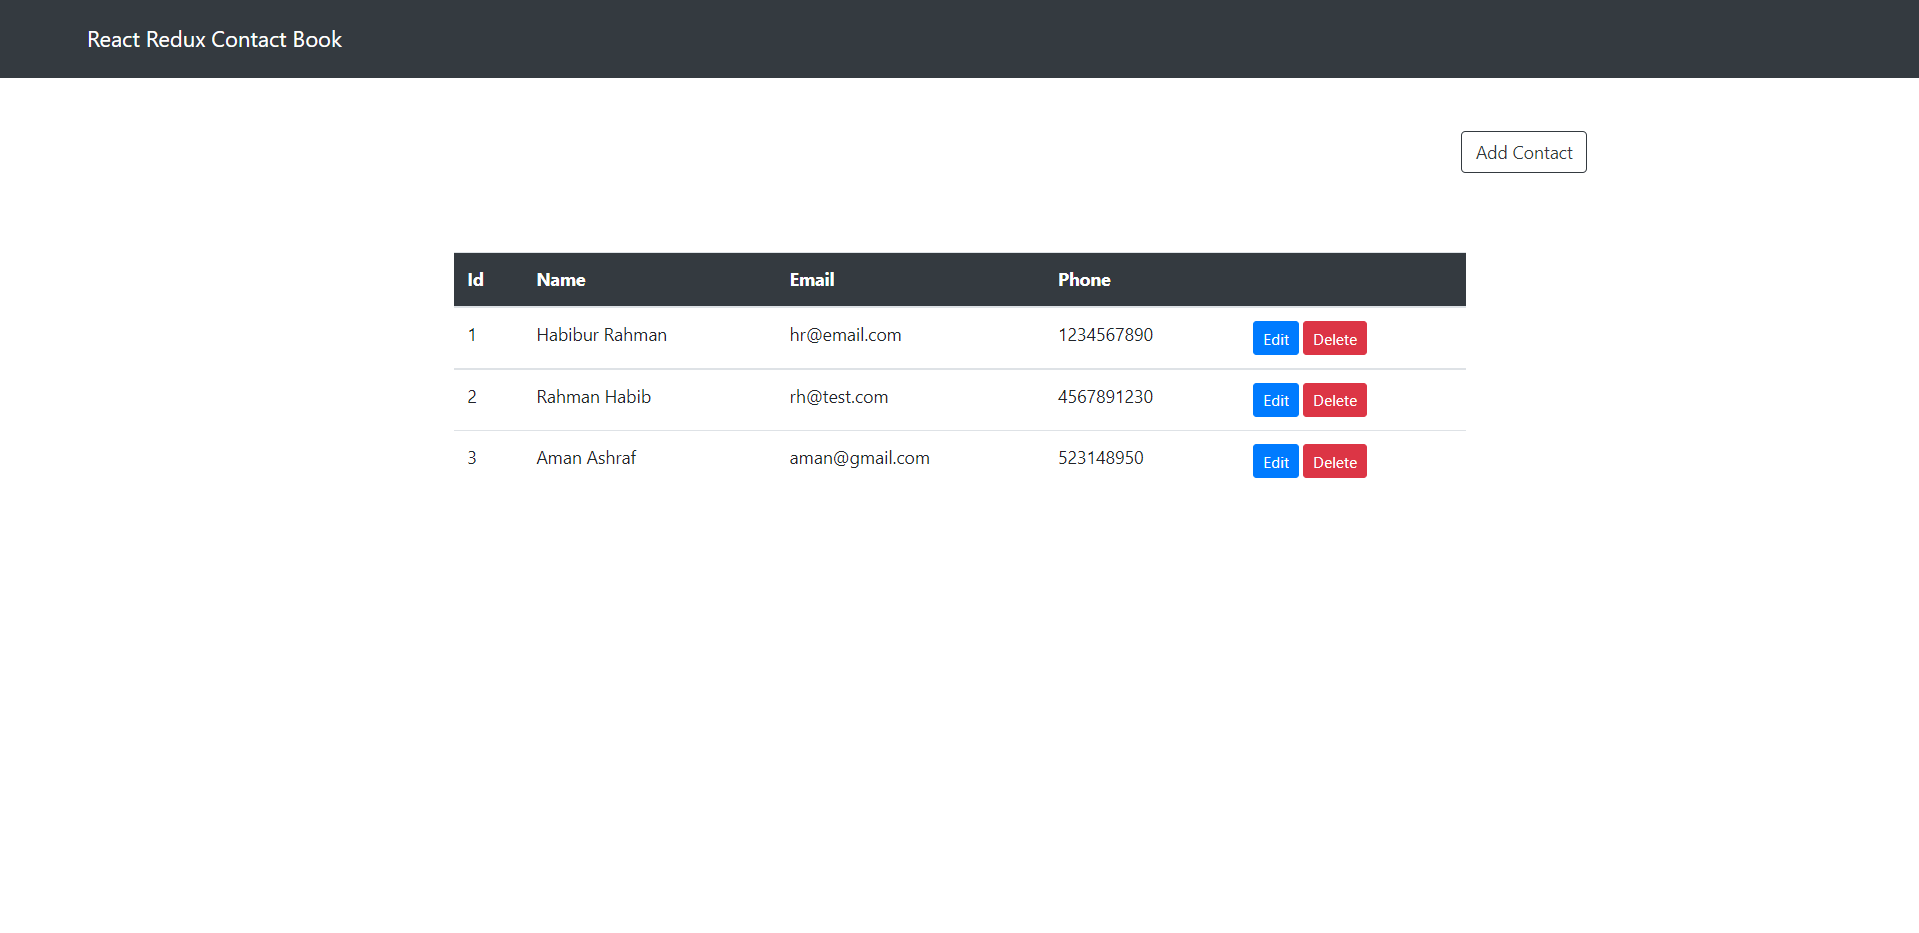 React Redux Contact Book
Add Contact
Id Name Email Phone
1 Habibur Rahman hr@email.com 1234567890 Edit Delete
2 Rahman Habib rh@test.com 4567891230 Edit Delete
3 Aman Ashraf aman@gmail.com 523148950 Edit Delete